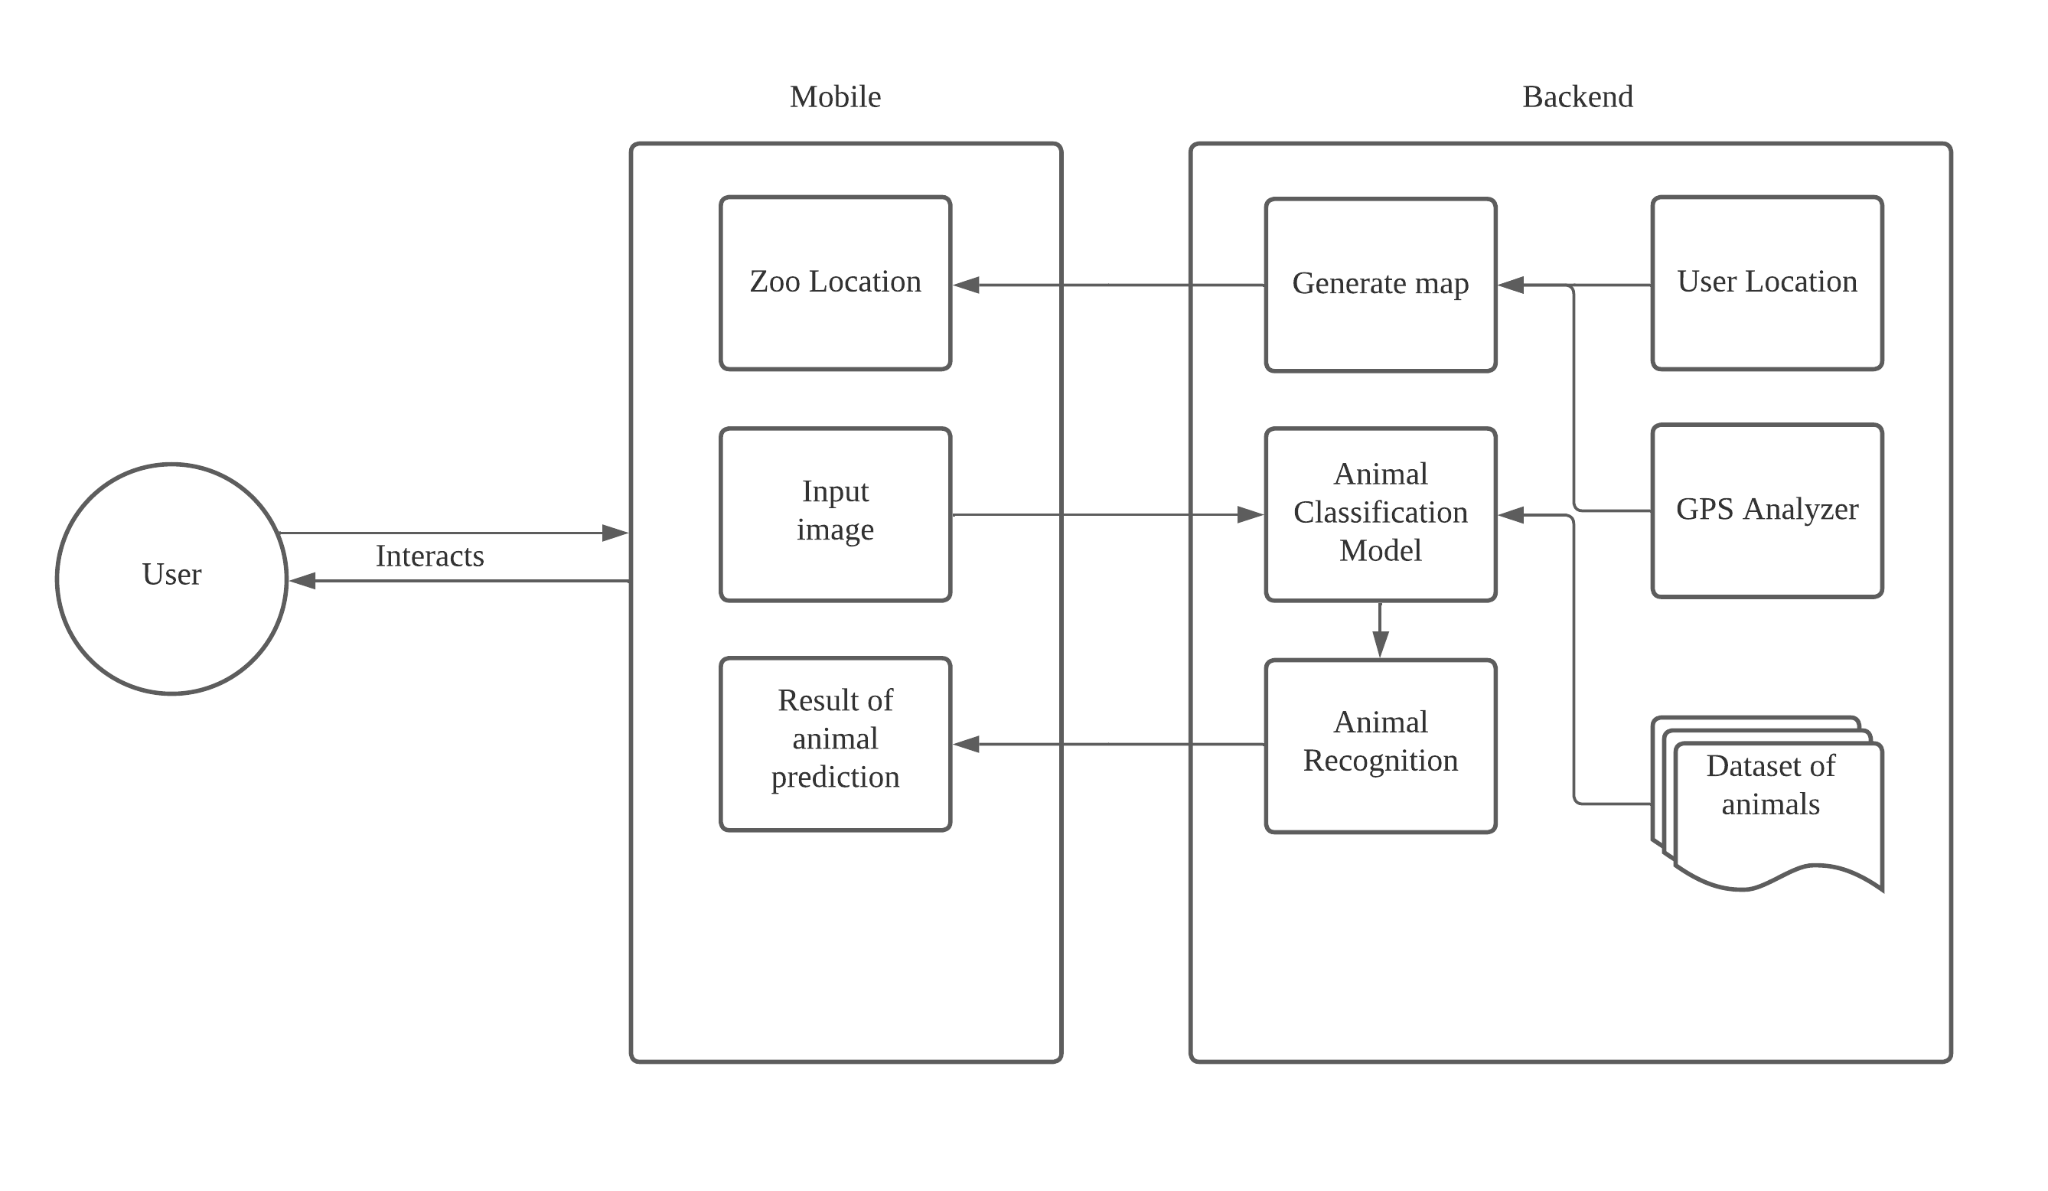 Mobile
Backend
Zoo Location
Generate map
User Location
Input
image
Animal
Classification
Model
GPS Analyzer
User
Interacts
Result of
animal
prediction
Animal
Recognition
Dataset of
animals